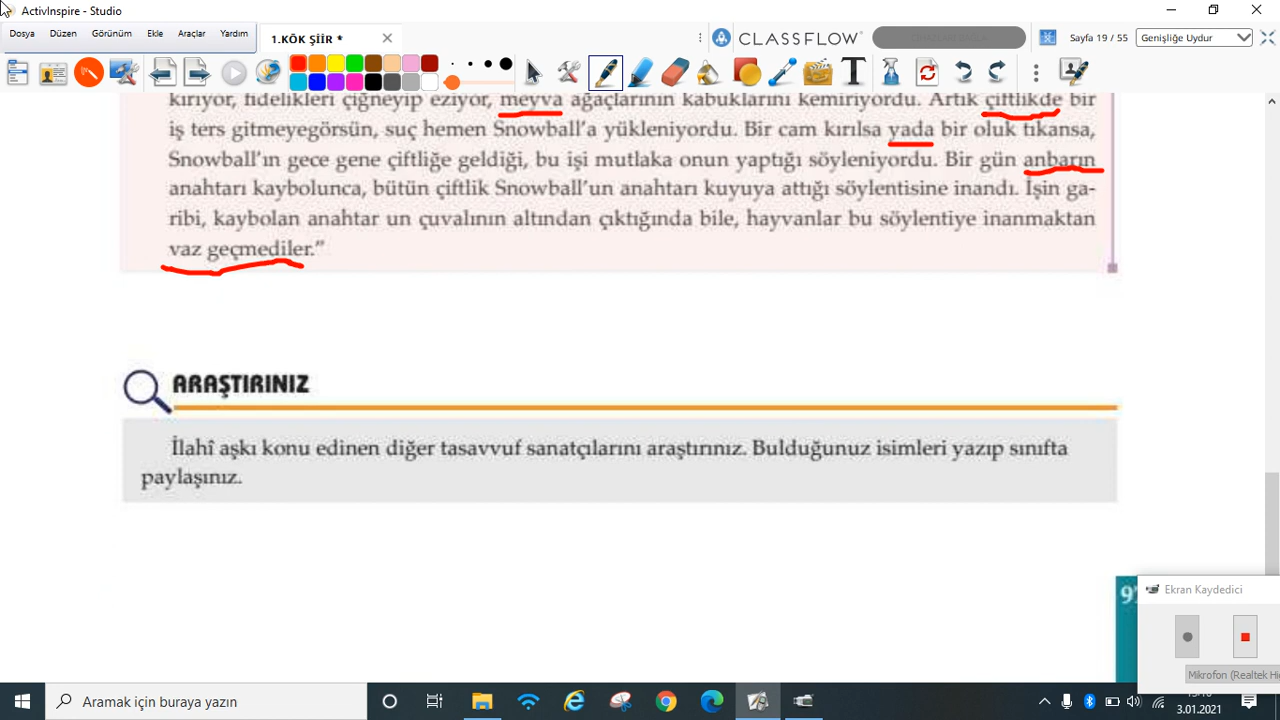 ActivInspire - Studio
Dosya Düzen Görünüm Ekle Araçlar Yardım
1.KÖK ŞİİR *
CLASSFLOW
Sayfa 19 / 55
Genişliğe Uydur
kırıyor, fidelikleri çiğneyip eziyor, meyva ağaçlarının kabuklarını kemiriyordu. Artık çiftlikde bir
iş ters gitmeyegörsün, suç hemen Snowball'a yükleniyordu. Bir cam kırılsa yada bir oluk tıkansa,
Snowball'ın gece gene çiftliğe geldiği, bu işi mutlaka onun yaptığı söyleniyordu. Bir gün anbarın
anahtarı kaybolunca, bütün çiftlik Snowball'un anahtarı kuyuya attığı söylentisine inandı. İşin ga-
ribi, kaybolan anahtar un çuvalının altından çıktığında bile, hayvanlar bu söylentiye inanmaktan
vaz geçmediler."
ARAŞTIRINIZ
İlahî aşkı konu edinen diğer tasavvuf sanatçılarını araştırınız. Bulduğunuz isimleri yazıp sınıfta
paylaşınız.
Ekran Kaydedici
Mikrofon (Realtek Hi
Aramak için buraya yazın
3.01.2021